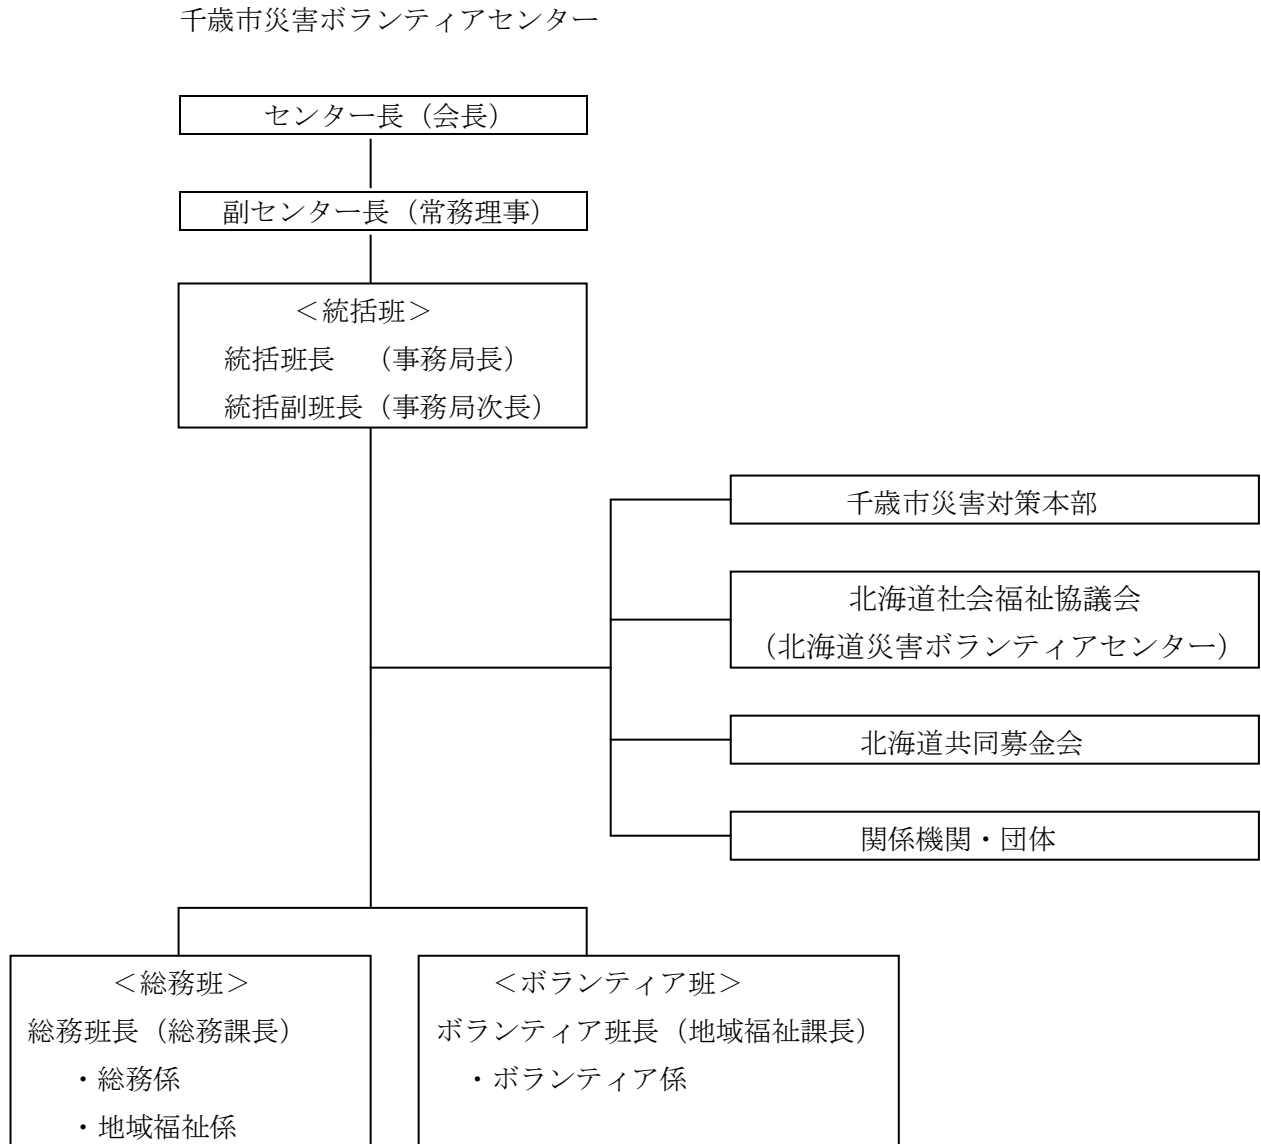 千歳市災害ボランティアセンター
センター長（会長）
副センター長（常務理事）
＜統括班＞
統括班長　（事務局長）
統括副班長（事務局次長）
千歳市災害対策本部
北海道社会福祉協議会
（北海道災害ボランティアセンター）
北海道共同募金会
関係機関・団体
＜総務班＞
総務班長（総務課長）
・総務係
・地域福祉係
＜ボランティア班＞
ボランティア班長（地域福祉課長）
・ボランティア係